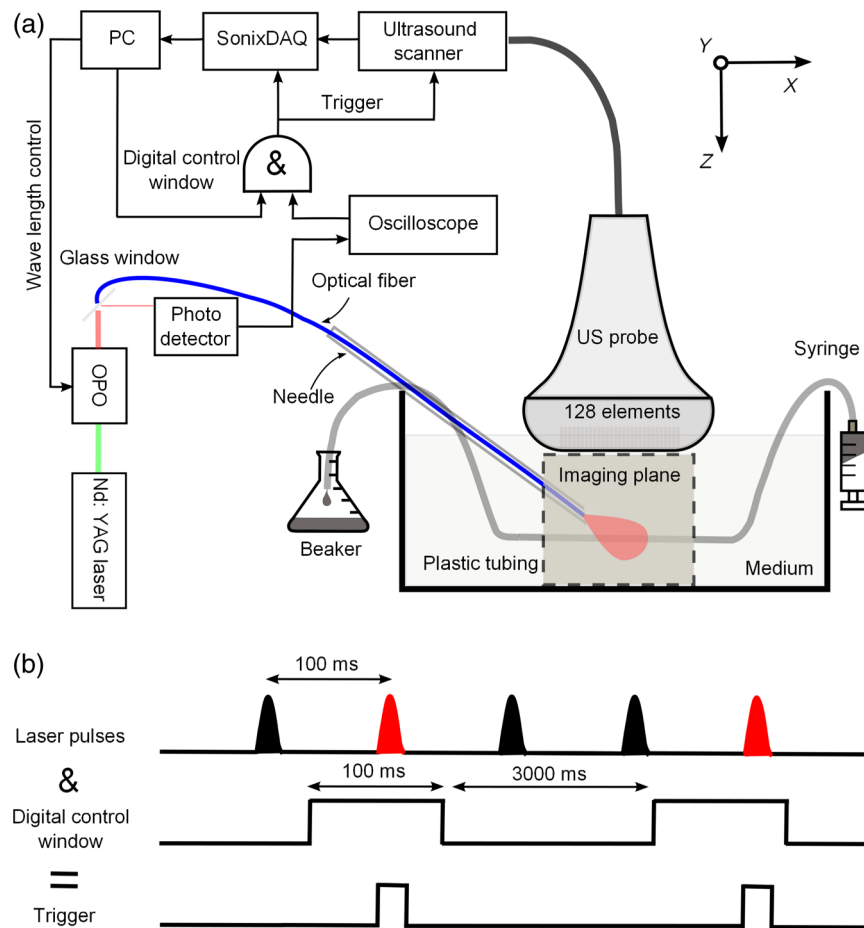 (a)
PC
SonixDAQ
Ultrasound
scanner
Y
X
Z
Trigger
Wave length control
Digital control
window
&
Oscilloscope
Glass window
Optical fiber
Photo
detector
Needle
US probe
Syringe
OPO
128 elements
Imaging plane
Nd: YAG laser
Beaker
Plastic tubing
Medium
(b)
100 ms
Laser pulses
&
100 ms
3000 ms
Digital control
window
=
Trigger